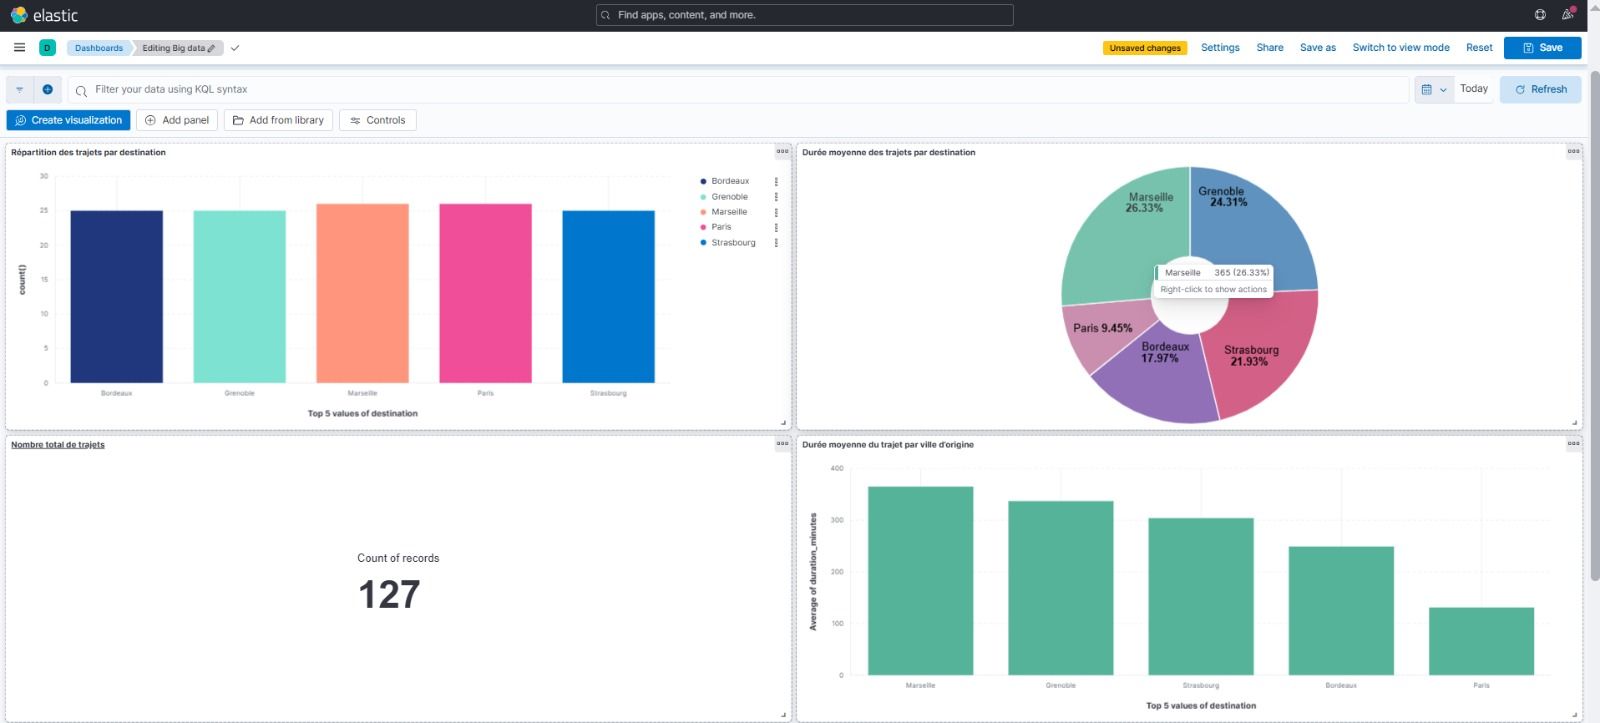 elastic
Find apps, content, and more.
D
Dashboards
Editing Big data
Unsaved changes
Settings
Share
Save as
Switch to view mode
Reset
Save
Filter your data using KQL syntax
Today
Refresh
Create visualization
Add panel
Add from library
Controls
Répartition des trajets par destination
30
25
20
15
10
5
0
count()
Bordeaux
Grenoble
Marseille
Paris
Strasbourg
Top 5 values of destination
Bordeaux
Grenoble
Marseille
Paris
Strasbourg
Durée moyenne des trajets par destination
Marseille
26.33%
Grenoble
24.31%
Marseille 365 (26.33%)
Right-click to show actions
Paris 9.45%
Bordeaux
17.97%
Strasbourg
21.93%
Nombre total de trajets
Count of records
127
Durée moyenne du trajet par ville d'origine
400
300
200
100
0
Average of duration_minutes
Marseille
Grenoble
Strasbourg
Bordeaux
Paris
Top 5 values of destination